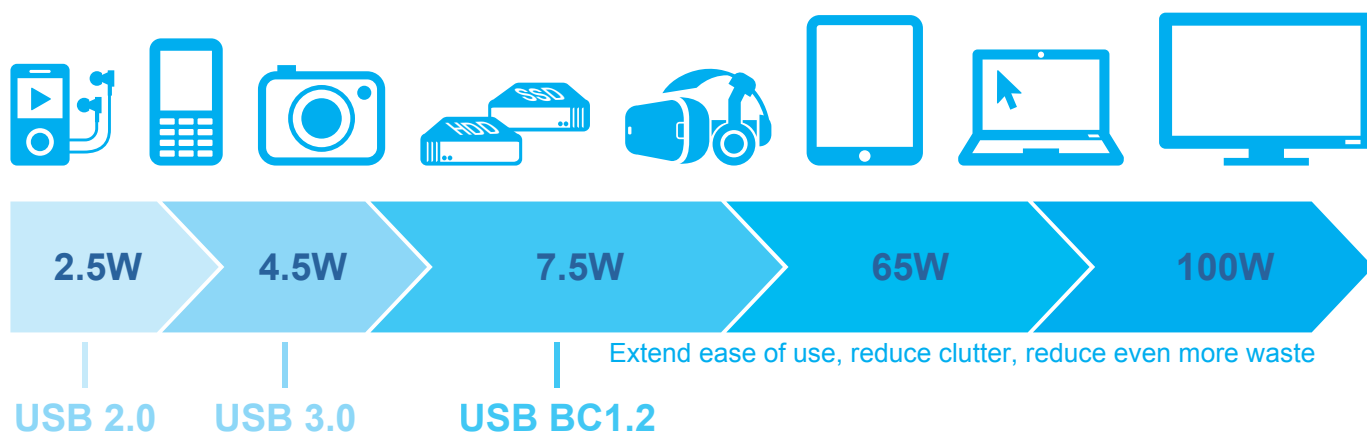 HDD
SSD
2.5W
4.5W
7.5W
65W
100W
Extend ease of use, reduce clutter, reduce even more waste
USB 2.0
USB 3.0
USB BC1.2